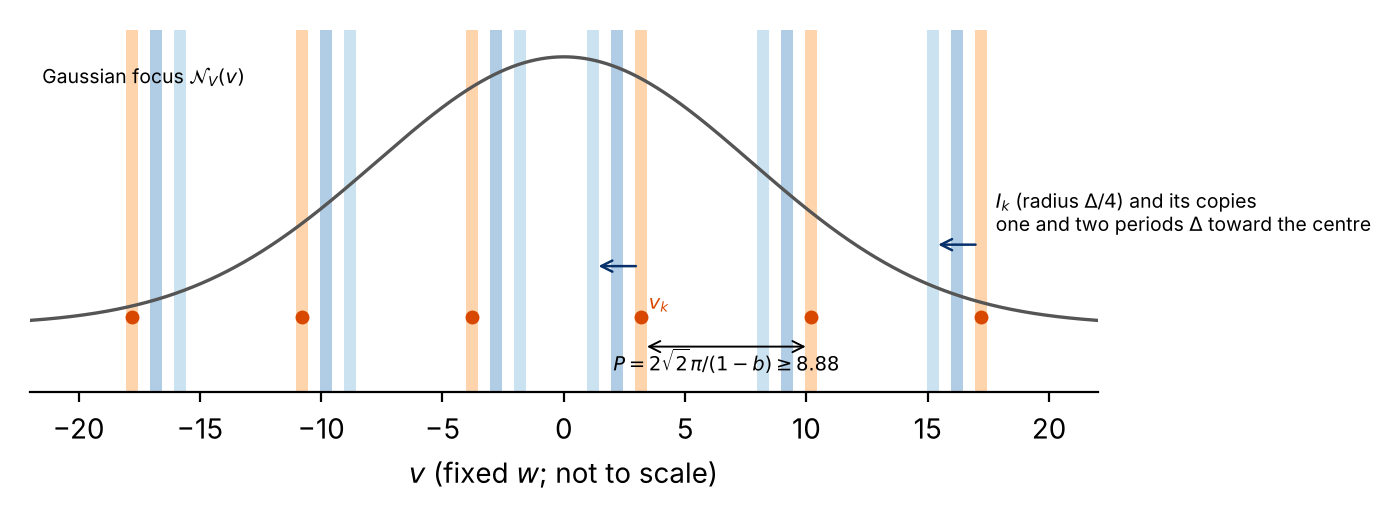 Gaussian focus 𝒩_V(v)
I_k (radius Δ/4) and its copies
one and two periods Δ toward the centre
v_k
P = 2√2π/(1 − b) ≥ 8.88
−20 −15 −10 −5 0 5 10 15 20
v (fixed w; not to scale)